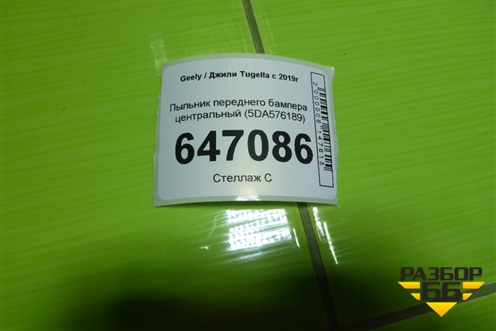 Geely / Джили Tugella с 2019г
Пыльник переднего бампера
центральный (5DA576189)
647086
Стеллаж С
РАЗБОР
66